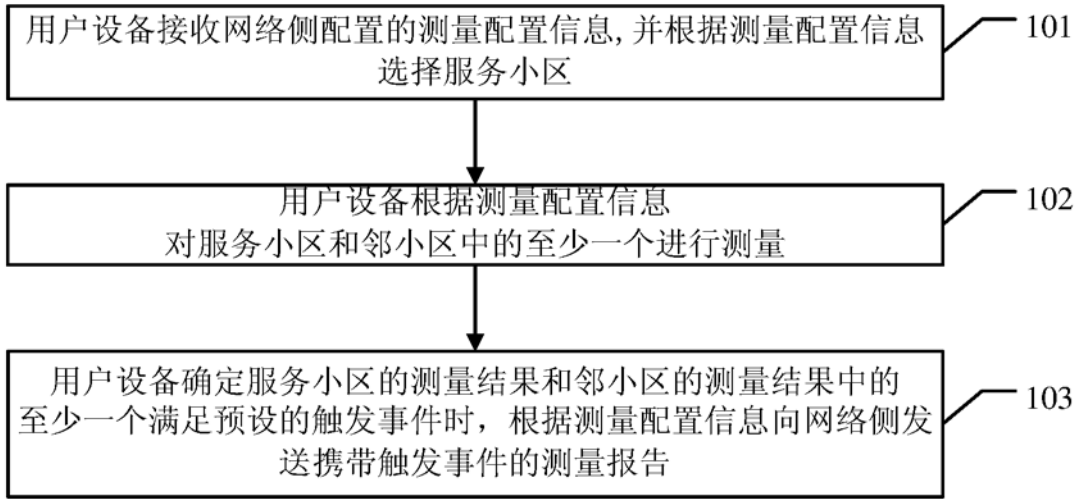 用户设备接收网络侧配置的测量配置信息,并根据测量配置信息
选择服务小区
101
用户设备根据测量配置信息
对服务小区和邻小区中的至少一个进行测量
102
用户设备确定服务小区的测量结果和邻小区的测量结果中的
至少一个满足预设的触发事件时，根据测量配置信息向网络侧发
送携带触发事件的测量报告
103